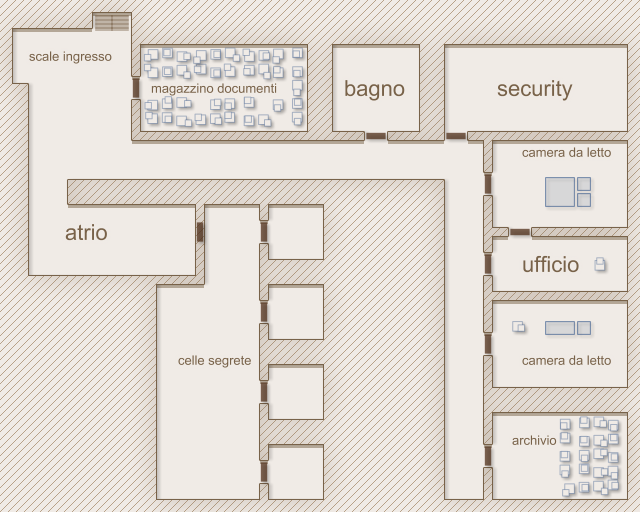 scale ingresso
magazzino documenti
bagno
security
camera da letto
atrio
ufficio
celle segrete
camera da letto
archivio